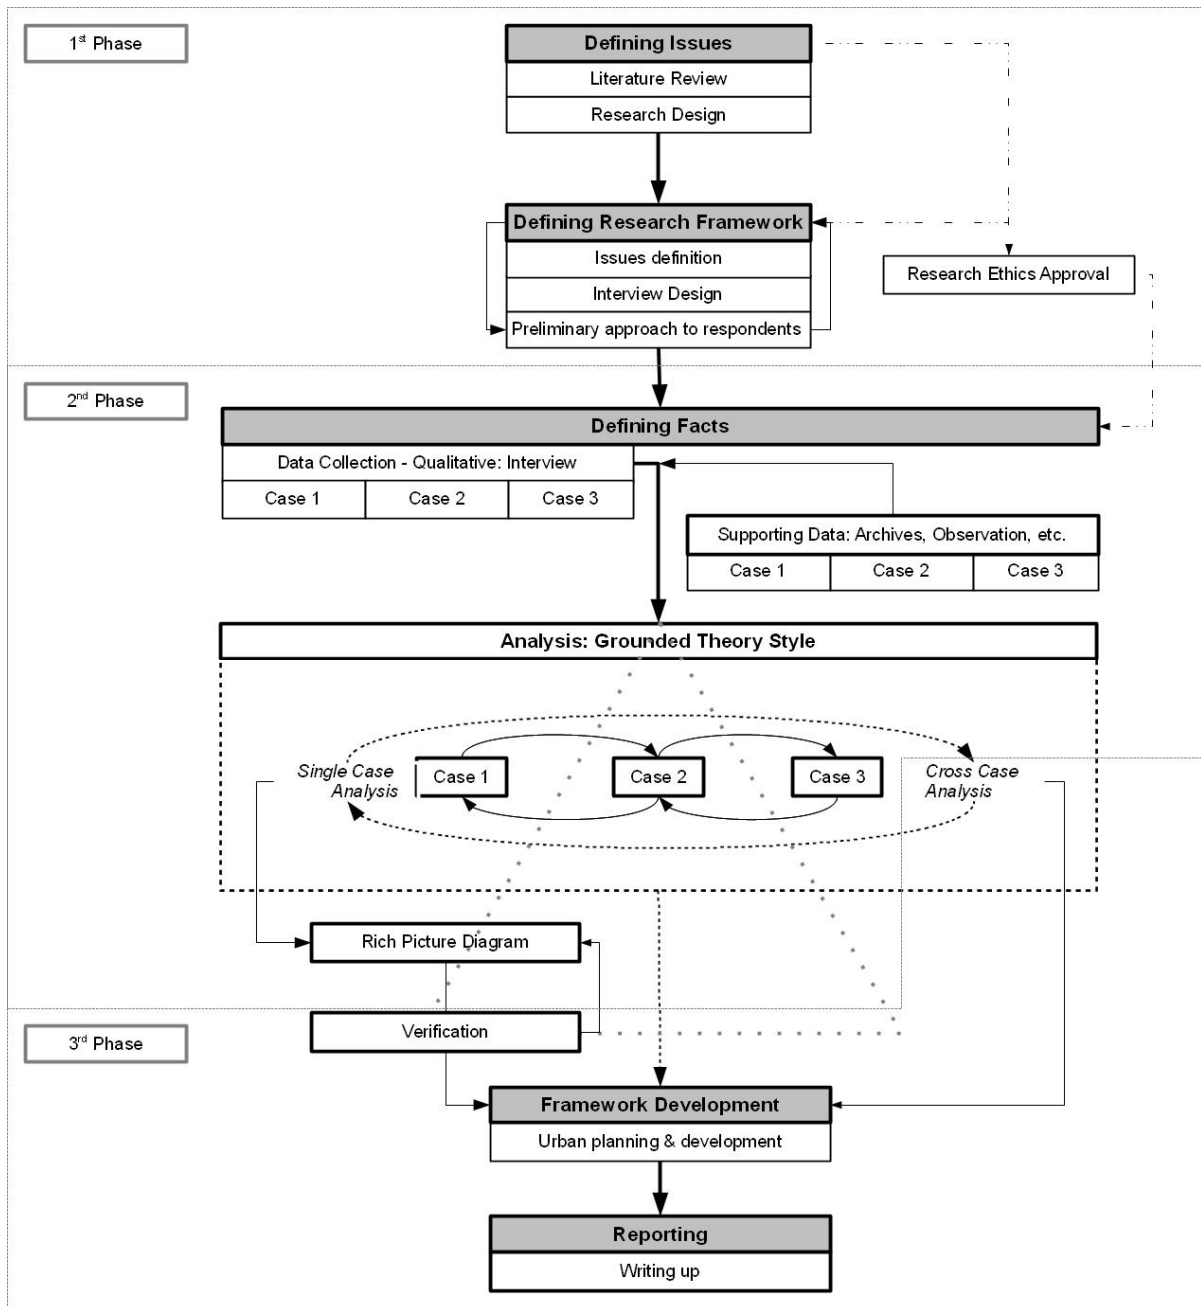 1st Phase
Defining Issues
Literature Review
Research Design
Defining Research Framework
Issues definition
Interview Design
Preliminary approach to respondents
Research Ethics Approval
2nd Phase
Defining Facts
Data Collection - Qualitative: Interview
Case 1
Case 2
Case 3
Supporting Data: Archives, Observation, etc.
Case 1
Case 2
Case 3
Analysis: Grounded Theory Style
Single Case
Analysis
Case 1
Case 2
Case 3
Cross Case
Analysis
Rich Picture Diagram
Verification
3rd Phase
Framework Development
Urban planning & development
Reporting
Writing up